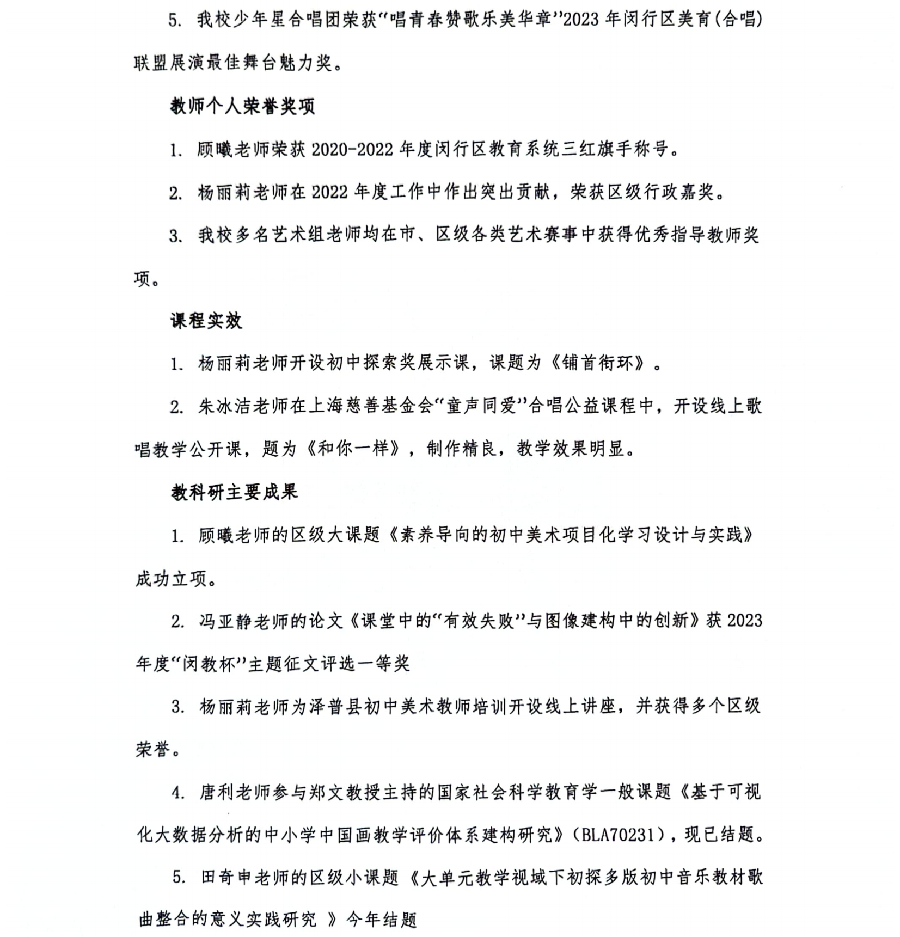 5. 我校少年星合唱团荣获“唱青春赞歌乐美华章”2023 年闵行区美育(合唱)
联盟展演最佳舞台魅力奖。
教师个人荣誉奖项
1. 顾曦老师荣获 2020-2022 年度闵行区教育系统三红旗手称号。
2. 杨丽莉老师在 2022 年度工作中作出突出贡献，荣获区级行政嘉奖。
3. 我校多名艺术组老师均在市、区级各类艺术赛事中获得优秀指导教师奖
项。
课程实效
1. 杨丽莉老师开设初中探索奖展示课，课题为《铺首衔环》。
2. 朱冰洁老师在上海慈善基金会“童声同爱”合唱公益课程中，开设线上歌
唱教学公开课，题为《和你一样》，制作精良，教学效果明显。
教科研主要成果
1. 顾曦老师的区级大课题《素养导向的初中美术项目化学习设计与实践》
成功立项。
2. 冯亚静老师的论文《课堂中的“有效失败”与图像建构中的创新》获 2023
年度“闵教杯”主题征文评选一等奖
3. 杨丽莉老师为泽普县初中美术教师培训开设线上讲座，并获得多个区级
荣誉。
4. 唐利老师参与郑文教授主持的国家社会科学教育学一般课题《基于可视
化大数据分析的中小学中国画教学评价体系建构研究》(BLA70231)，现已结题。
5. 田奇申老师的区级小课题《大单元教学视域下初探多版初中音乐教材歌
曲整合的意义实践研究 》今年结题